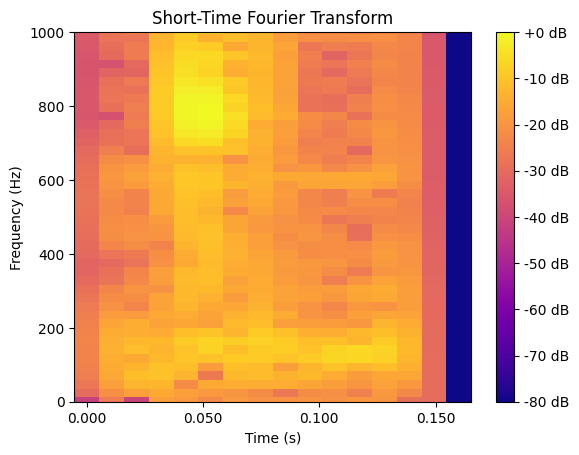 Short-Time Fourier Transform
1000
800
600
400
200
0
Frequency (Hz)
0.000
0.050
0.100
0.150
Time (s)
+0 dB
-10 dB
-20 dB
-30 dB
-40 dB
-50 dB
-60 dB
-70 dB
-80 dB